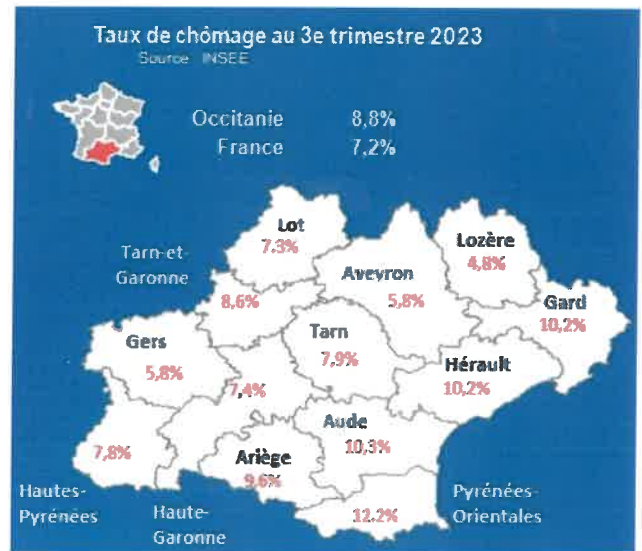 Taux de chômage au 3e trimestre 2023
Source INSEE
Occitanie 8,8%
France 7,2%
Lot
7,3%
Lozère
4,8%
Tarn-et-
Garonne
8,6%
Aveyron
5,8%
Gard
10,2%
Gers
5,8%
Tarn
7,9%
7,4%
Hérault
10,2%
Aude
10,3%
7,8%
Ariège
9,6%
Hautes-
Pyrénées
Haute-
Garonne
12,2%
Pyrénées-
Orientales